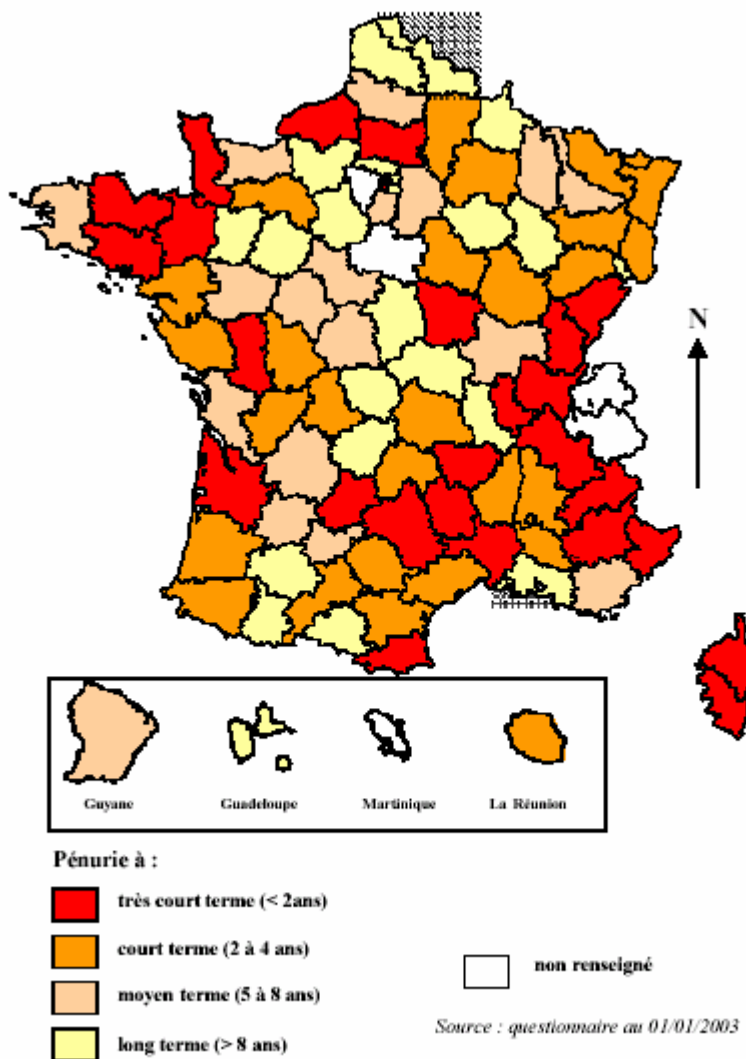 N
Guyane
Guadeloupe
Martinique
La Réunion
Pénurie à :
très court terme (< 2ans)
court terme (2 à 4 ans)
non renseigné
moyen terme (5 à 8 ans)
Source : questionnaire au 01/01/2003
long terme (> 8 ans)